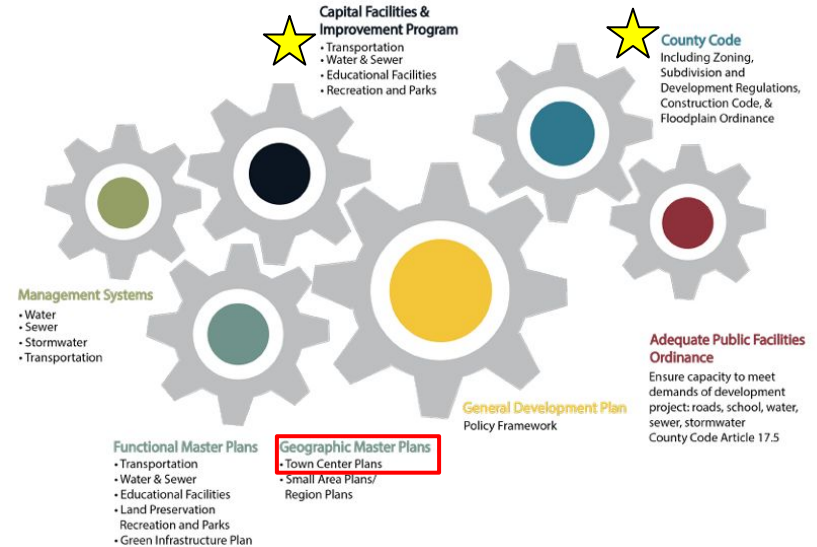 Capital Facilities &
Improvement Program
• Transportation
• Water & Sewer
• Educational Facilities
• Recreation and Parks
County Code
Including Zoning,
Subdivision and
Development Regulations,
Construction Code, &
Floodplain Ordinance
Management Systems
• Water
• Sewer
• Stormwater
• Transportation
Adequate Public Facilities
Ordinance
Ensure capacity to meet
demands of development
project: roads, school, water,
sewer, stormwater
County Code Article 17.5
General Development Plan
Policy Framework
Functional Master Plans
• Transportation
• Water & Sewer
• Educational Facilities
• Land Preservation
Recreation and Parks
• Green Infrastructure Plan
Geographic Master Plans
• Town Center Plans
• Small Area Plans/
Region Plans